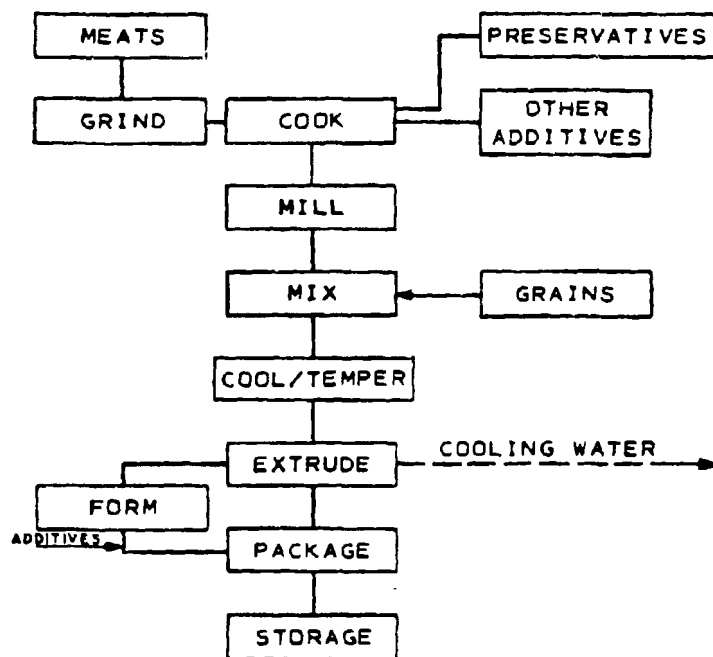 MEATS
PRESERVATIVES
GRIND
COOK
OTHER
ADDITIVES
MILL
MIX
GRAINS
COOL/TEMPER
EXTRUDE
COOLING WATER
FORM
ADDITIVES
PACKAGE
STORAGE